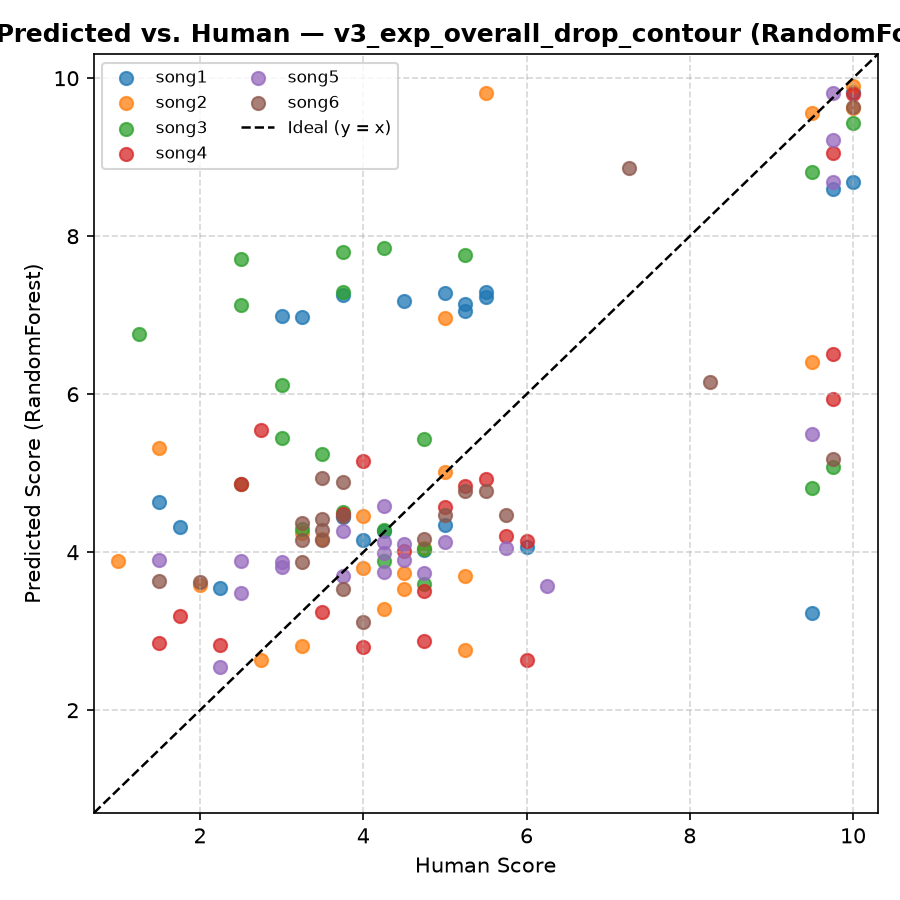 Predicted vs. Human — v3_exp_overall_drop_contour (RandomFo
song1
song2
song3
song4
song5
song6
Ideal (y = x)
Predicted Score (RandomForest)
10
8
6
4
2
2 4 6 8 10
Human Score